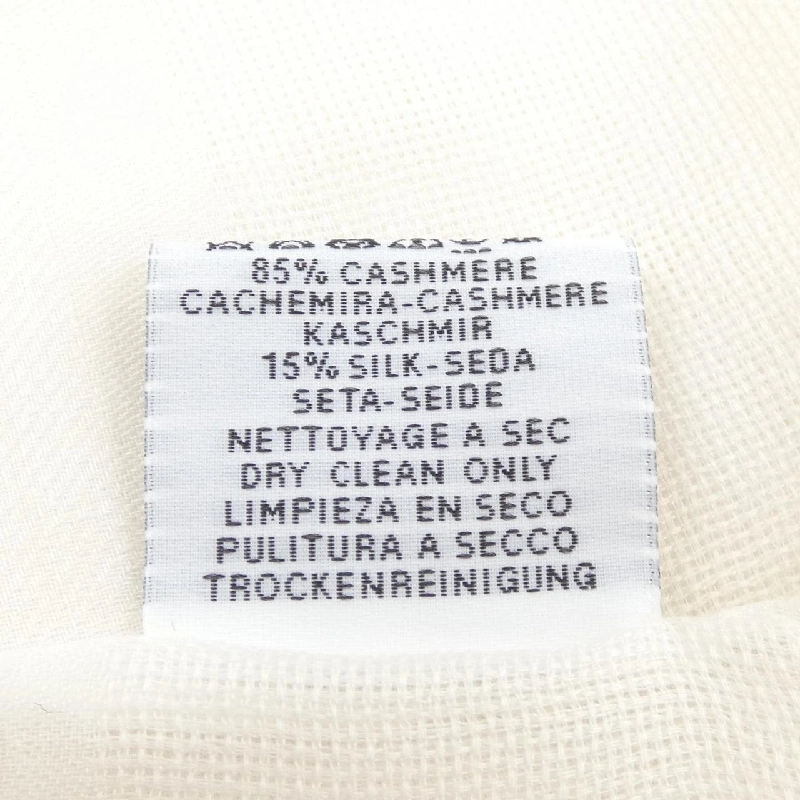 85% CASHMERE
CACHEMIRA-CASHMERE
KASCHMIR
15% SILK-SEDA
SETA-SEIDE
NETTOYAGE A SEC
DRY CLEAN ONLY
LIMPIEZA EN SECO
PULITURA A SECCO
TROCKENREINIGUNG